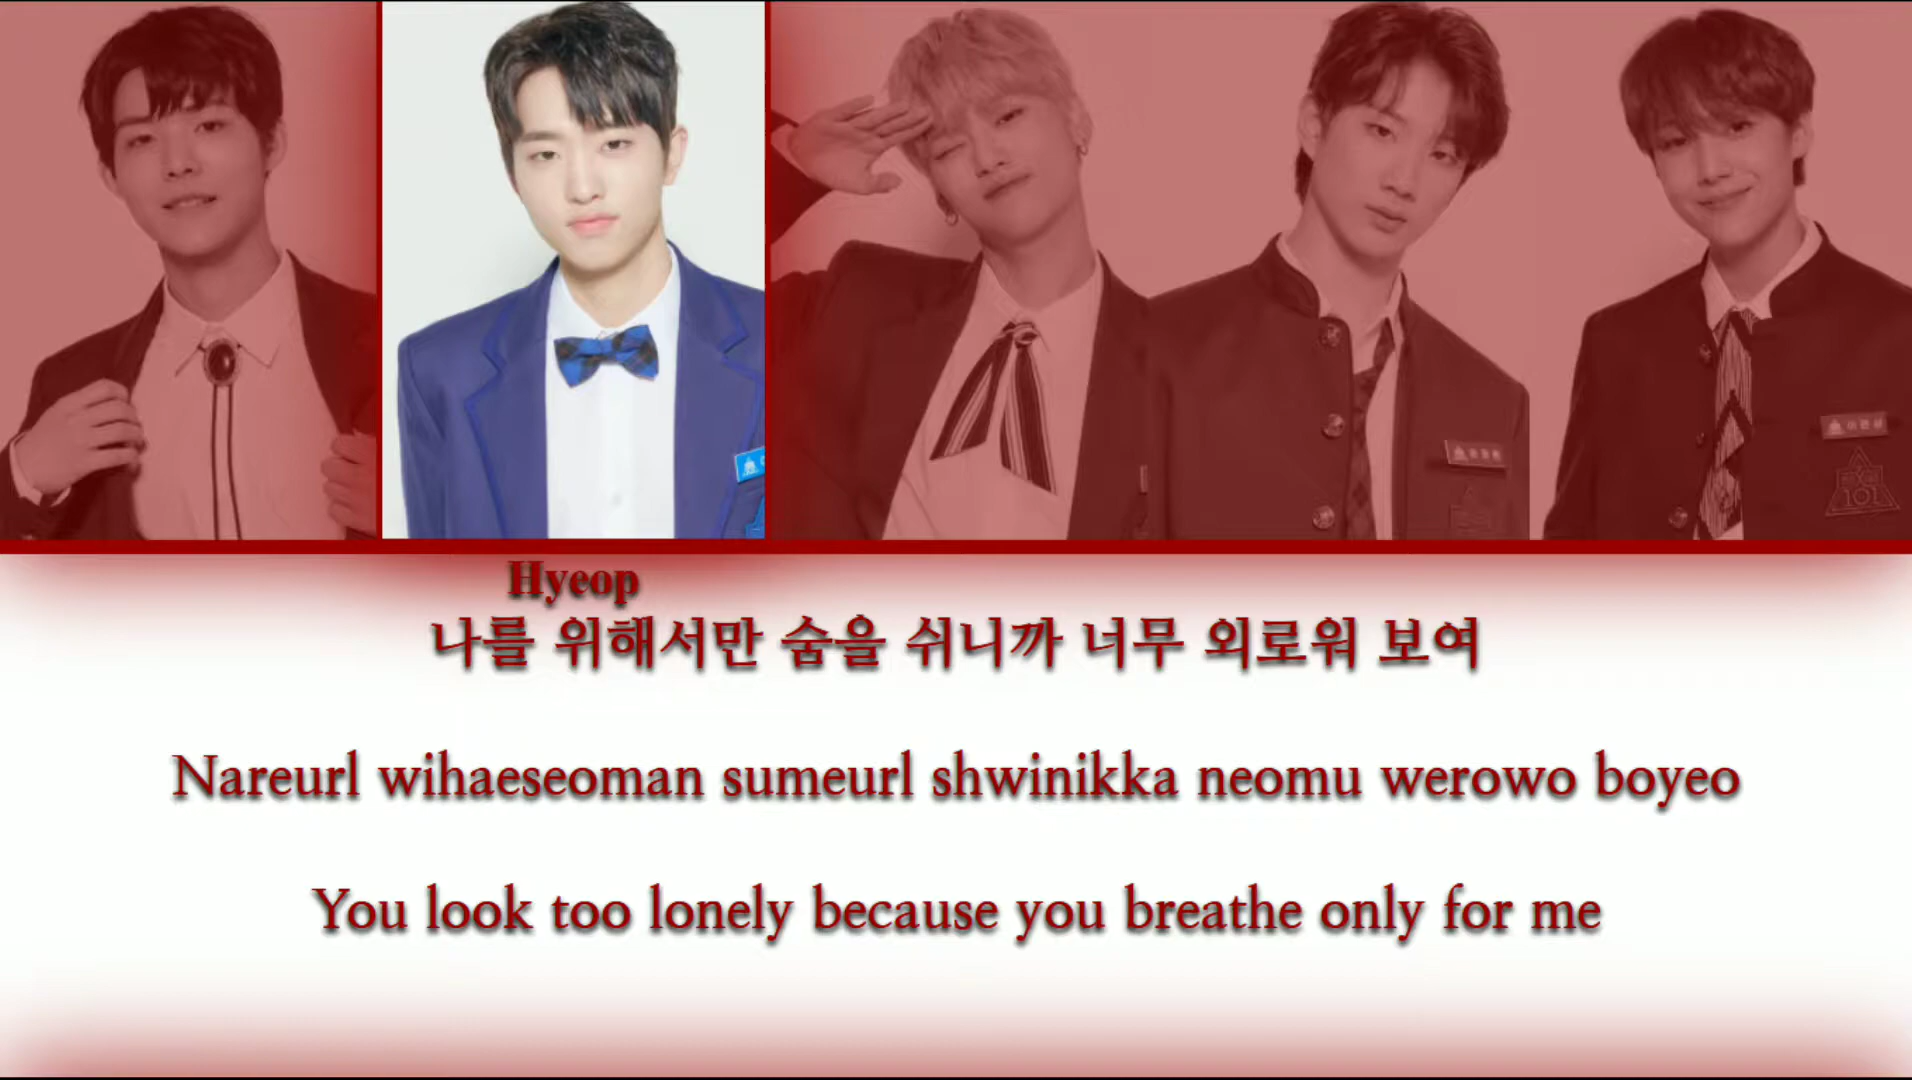 101
Hyeop
나를 위해서만 숨을 쉬니까 너무 외로워 보여
Nareurl wihaeseoman sumeurl shwinikka neomu werowo boyeo
You look too lonely because you breathe only for me